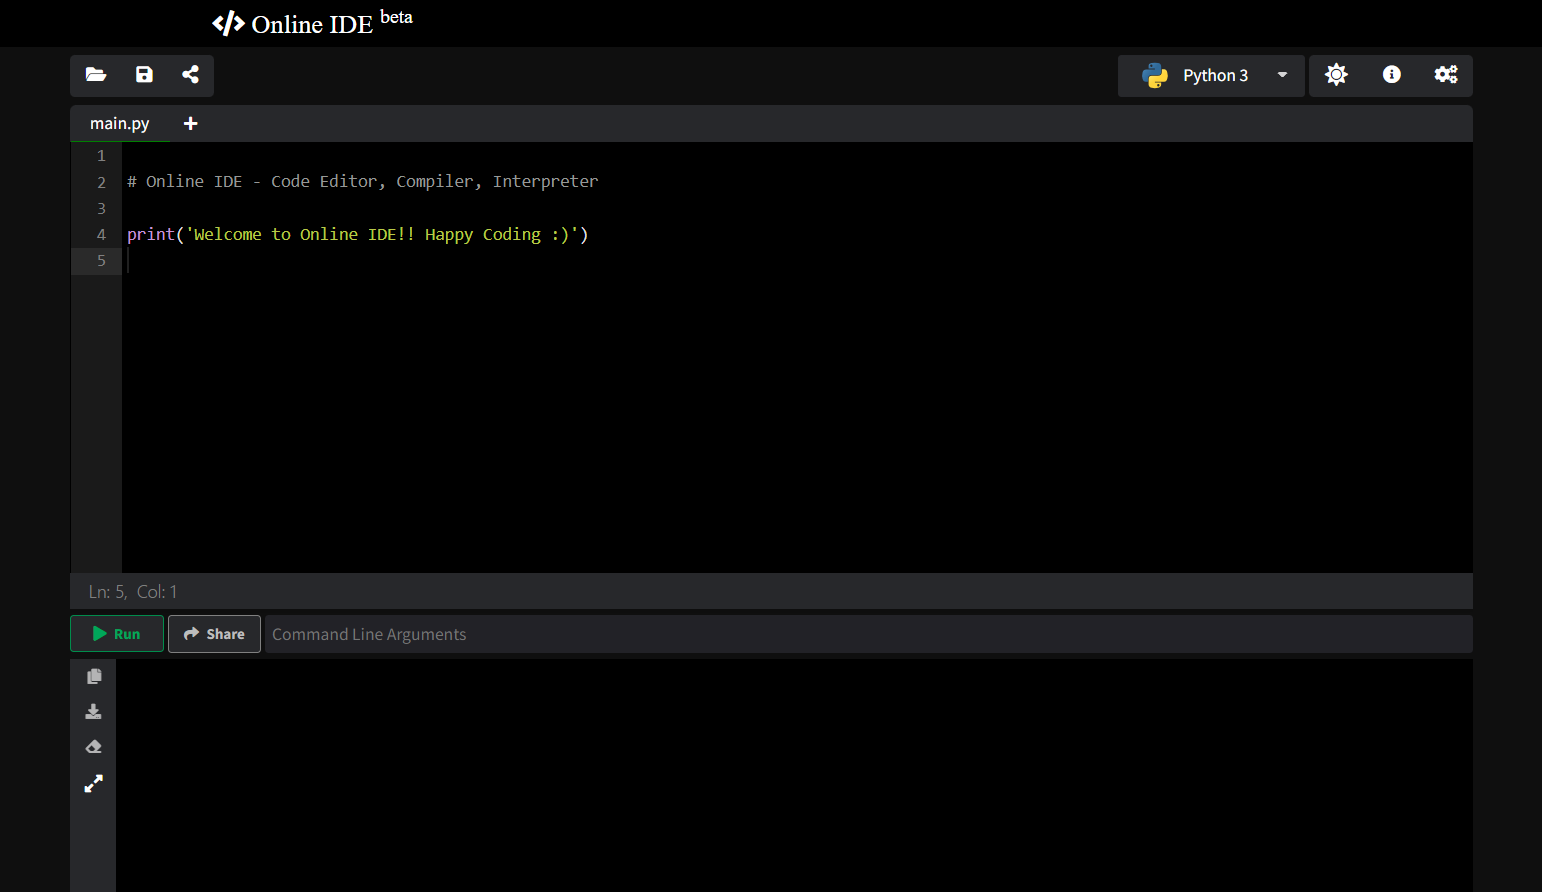 </> Online IDE beta
Python 3
main.py +
1
2 # Online IDE - Code Editor, Compiler, Interpreter
3
4 print('Welcome to Online IDE!! Happy Coding :)')
5
Ln: 5, Col: 1
Run Share Command Line Arguments